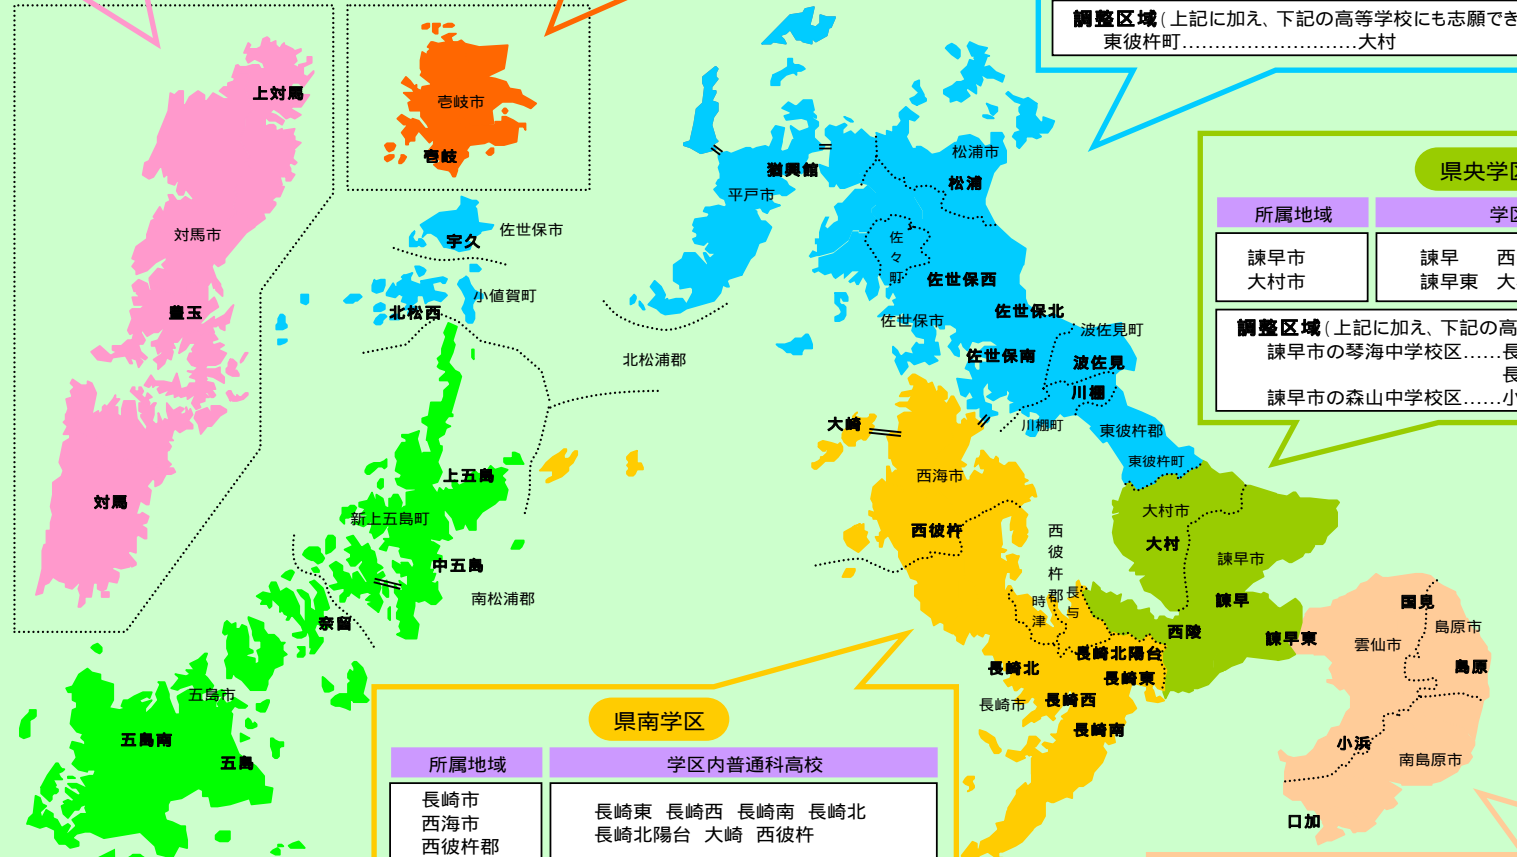 調整区域(上記に加え、下記の高等学校にも志願でき
東彼杵町………………………大村
上対馬
対馬市
豊玉
対馬
壱岐市
壱岐
宇久
佐世保市
小値賀町
北松西
北松浦郡
猶興館
平戸市
松浦市
松浦
佐々町
佐世保西
佐世保北
佐世保市
佐世保南
波佐見町
波佐見
川棚
川棚町
東彼杵郡
東彼杵町
県央学区
所属地域
学区
諫早市
諫早 西
大村市
諫早東 大
調整区域(上記に加え、下記の高
諫早市の琴海中学校区……長
長
諫早市の森山中学校区……小
大崎
西海市
西彼杵
西彼杵郡
時津
長与
大村市
大村
諫早市
諫早
西陵
諫早東
長崎北陽台
長崎北
長崎東
長崎西
長崎市
長崎南
国見
島原市
雲仙市
島原
小浜
南島原市
口加
上五島
新上五島町
中五島
南松浦郡
奈留
五島市
五島南
五島
県南学区
所属地域
学区内普通科高校
長崎市
西海市
西彼杵郡
長崎東 長崎西 長崎南 長崎北
長崎北陽台 大崎 西彼杵